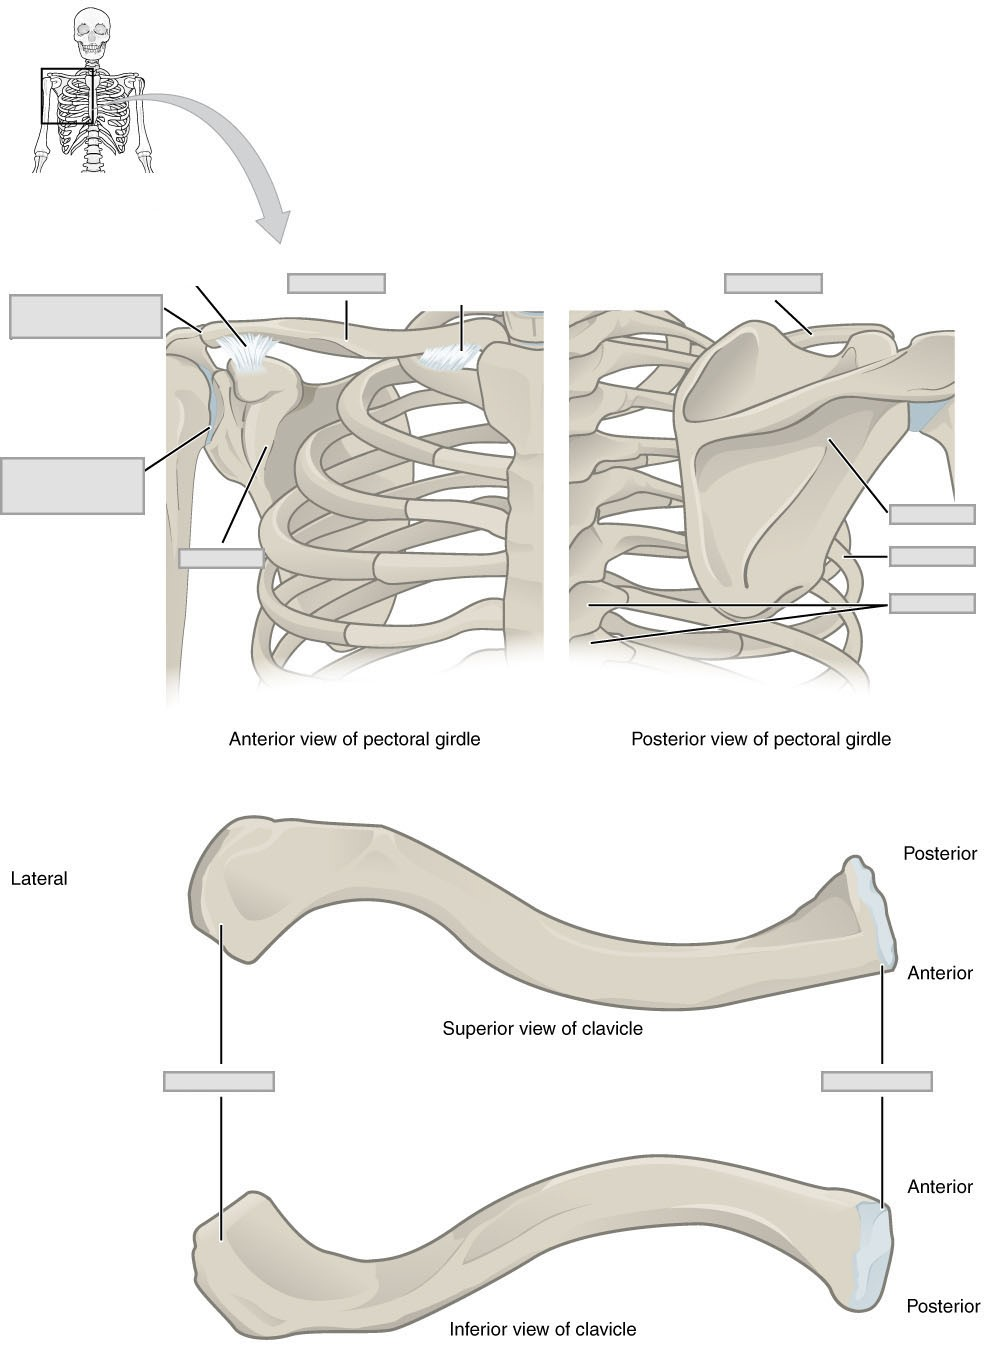 Anterior view of pectoral girdle
Posterior view of pectoral girdle
Posterior
Lateral
Anterior
Superior view of clavicle
Anterior
Posterior
Inferior view of clavicle